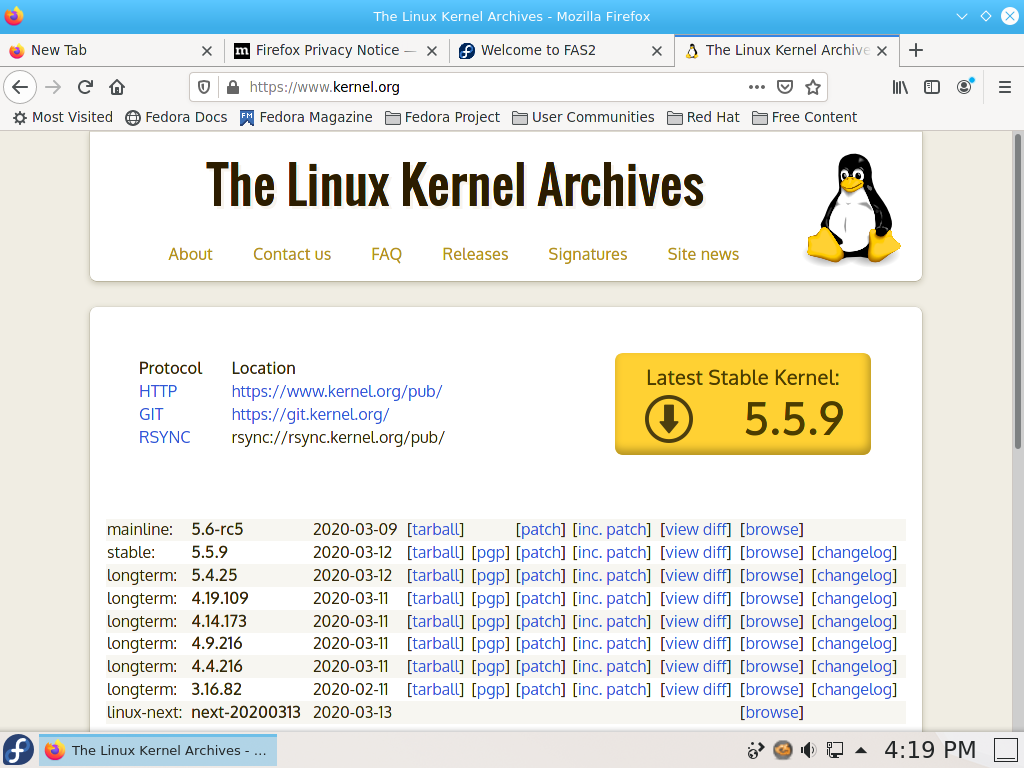 The Linux Kernel Archives - Mozilla Firefox
New Tab
Firefox Privacy Notice —
Welcome to FAS2
The Linux Kernel Archive
https://www.kernel.org
Most Visited Fedora Docs Fedora Magazine Fedora Project User Communities Red Hat Free Content
The Linux Kernel Archives
About Contact us FAQ Releases Signatures Site news
Protocol Location
HTTP https://www.kernel.org/pub/
GIT https://git.kernel.org/
RSYNC rsync://rsync.kernel.org/pub/
Latest Stable Kernel:
5.5.9
mainline: 5.6-rc5 2020-03-09 [tarball] [patch] [inc. patch] [view diff] [browse]
stable: 5.5.9 2020-03-12 [tarball] [pgp] [patch] [inc. patch] [view diff] [browse] [changelog]
longterm: 5.4.25 2020-03-12 [tarball] [pgp] [patch] [inc. patch] [view diff] [browse] [changelog]
longterm: 4.19.109 2020-03-11 [tarball] [pgp] [patch] [inc. patch] [view diff] [browse] [changelog]
longterm: 4.14.173 2020-03-11 [tarball] [pgp] [patch] [inc. patch] [view diff] [browse] [changelog]
longterm: 4.9.216 2020-03-11 [tarball] [pgp] [patch] [inc. patch] [view diff] [browse] [changelog]
longterm: 4.4.216 2020-03-11 [tarball] [pgp] [patch] [inc. patch] [view diff] [browse] [changelog]
longterm: 3.16.82 2020-02-11 [tarball] [pgp] [patch] [inc. patch] [view diff] [browse] [changelog]
linux-next: next-20200313 2020-03-13 [browse]
The Linux Kernel Archives - ...
4:19 PM